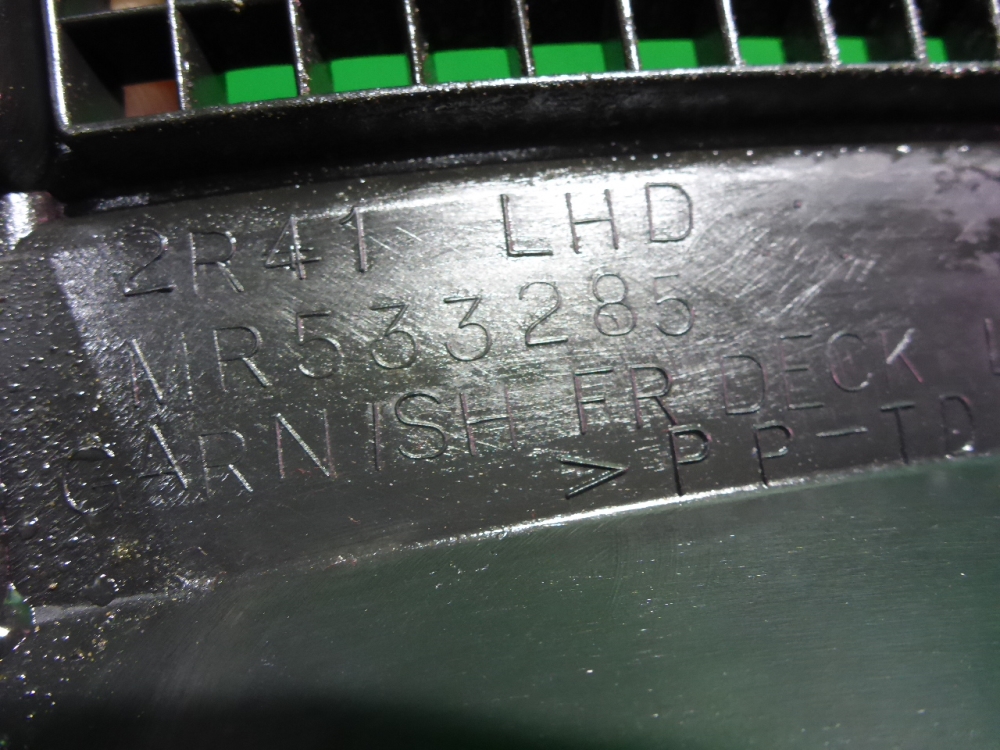 2R41 LHD
MR533285
GARNISH FR DECK L
>PP-TD